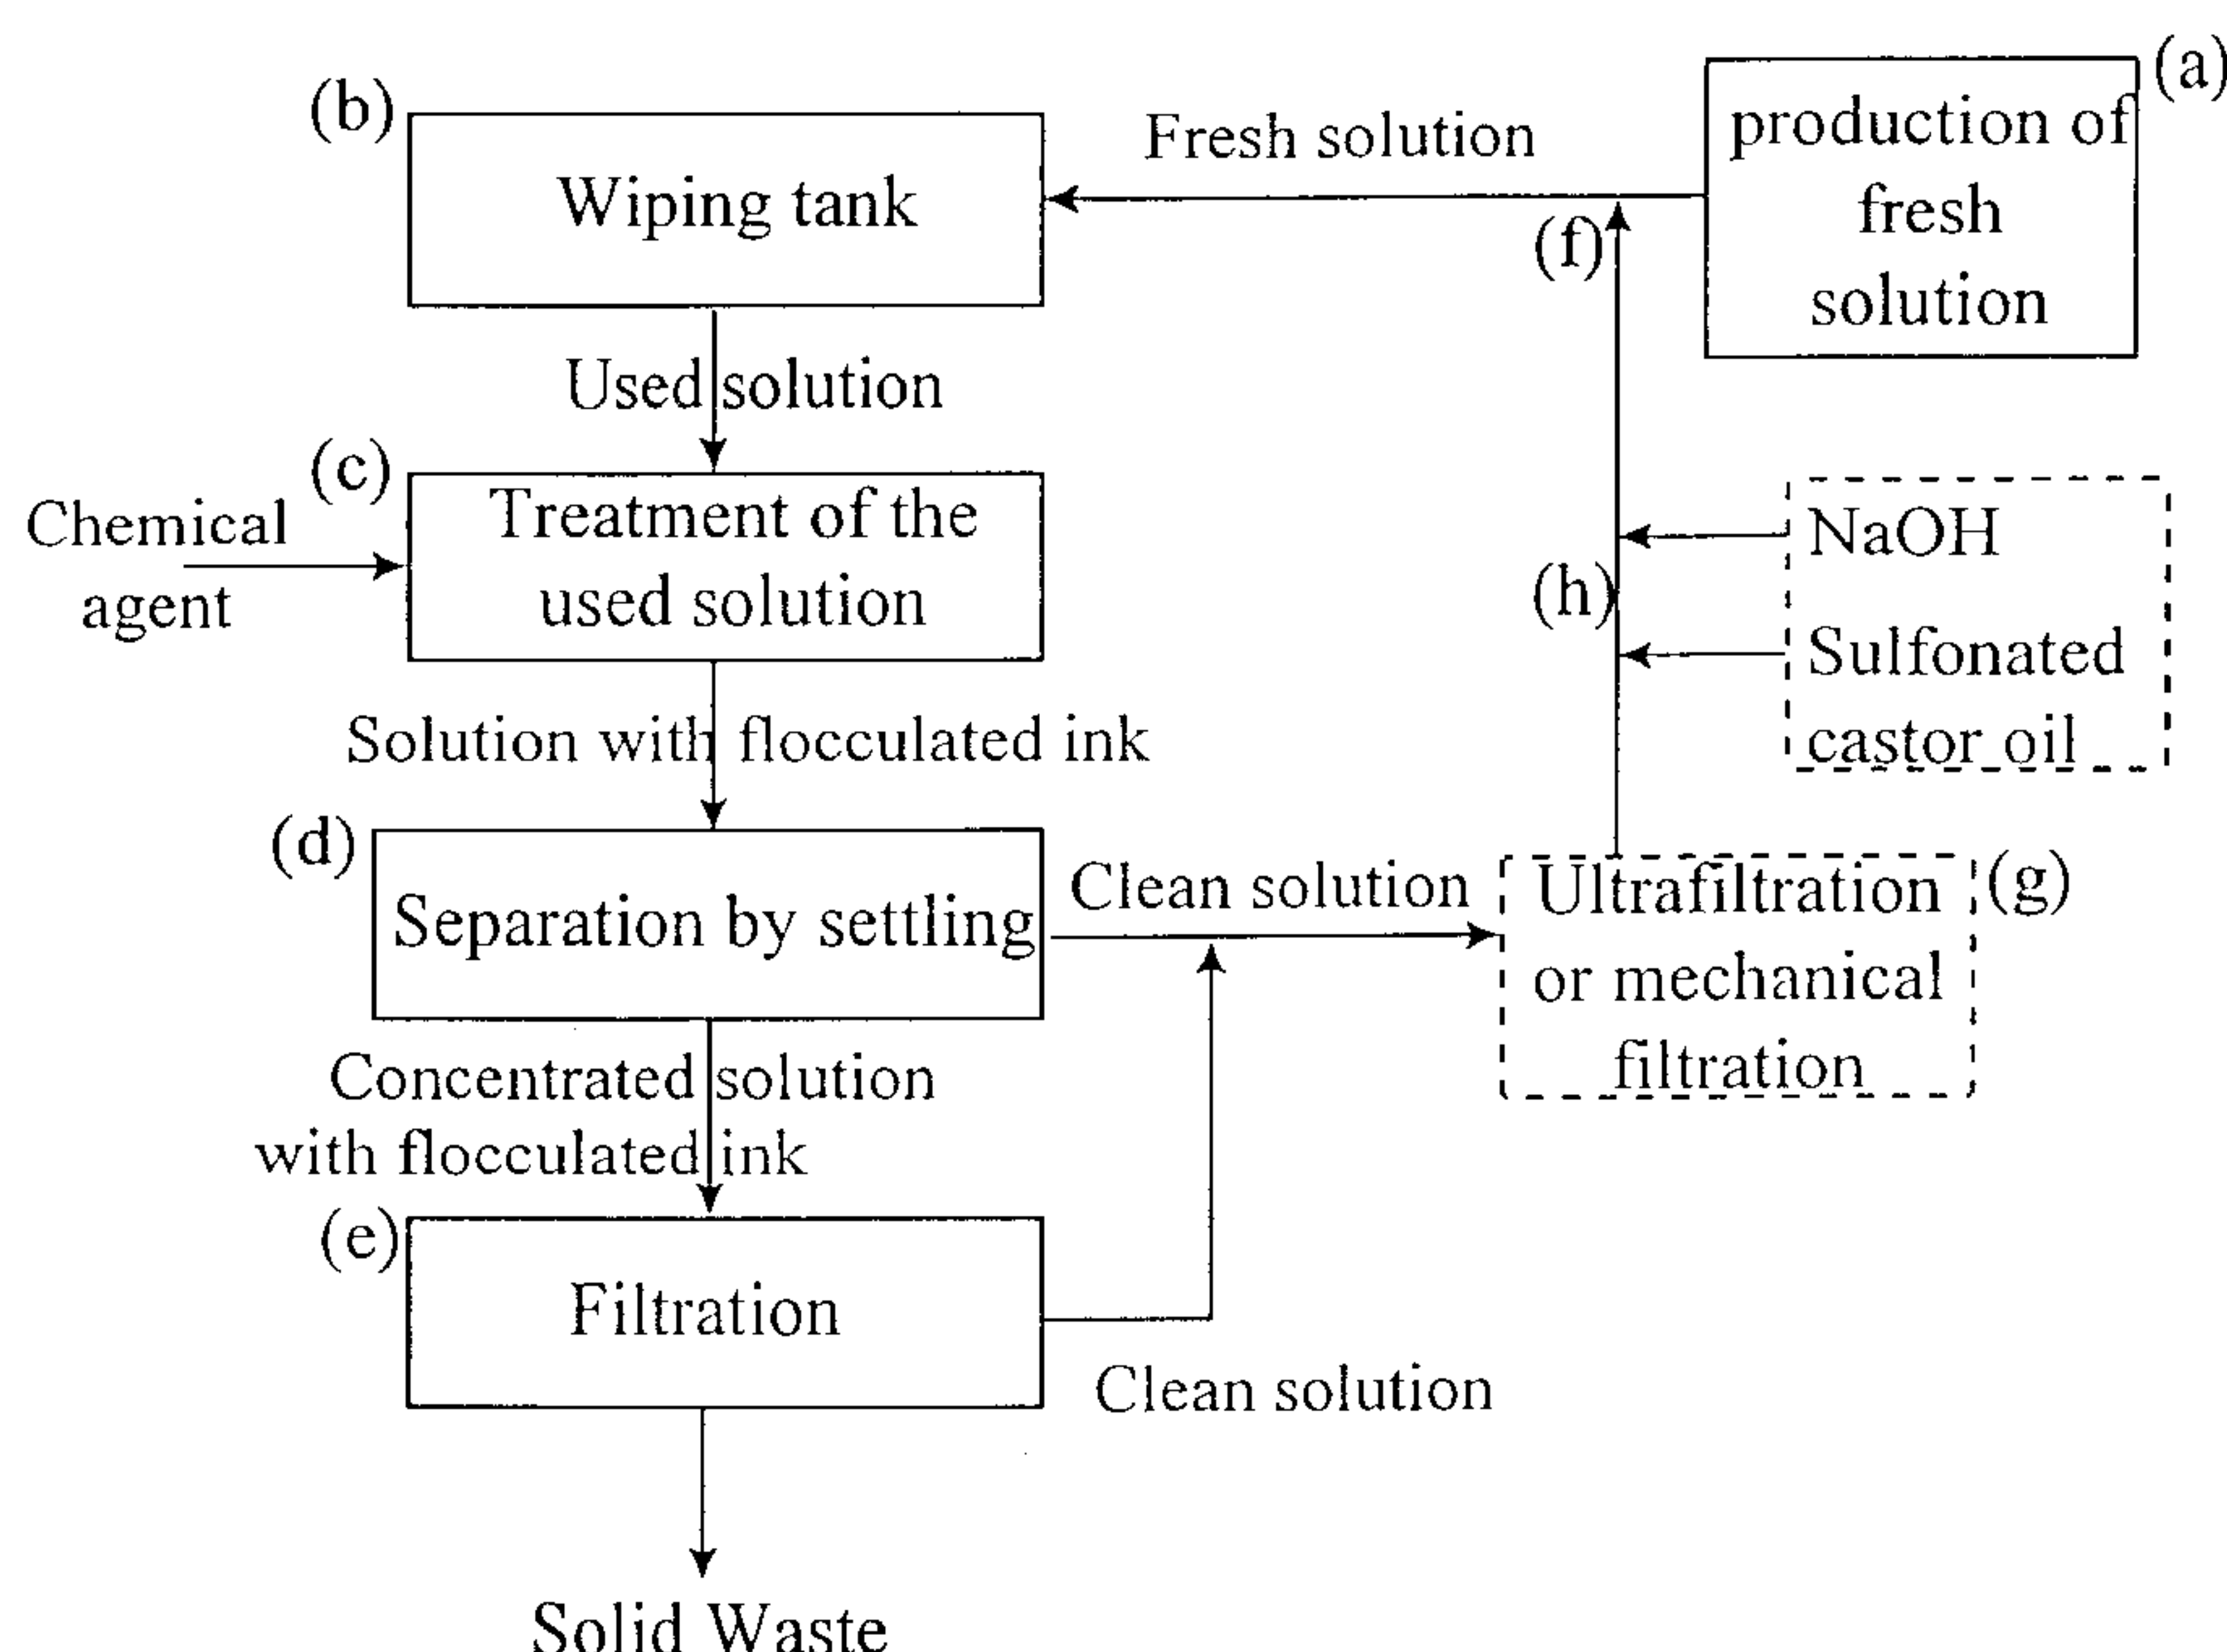 (a)
production of
fresh
solution
(b)
Wiping tank
Fresh solution
(f)
Used solution
(c)
Chemical
agent
Treatment of the
used solution
NaOH
(h)
Sulfonated
castor oil
Solution with flocculated ink
(d)
Separation by settling
Clean solution
Ultrafiltration
or mechanical
filtration
(g)
Concentrated solution
with flocculated ink
(e)
Filtration
Clean solution
Solid Waste